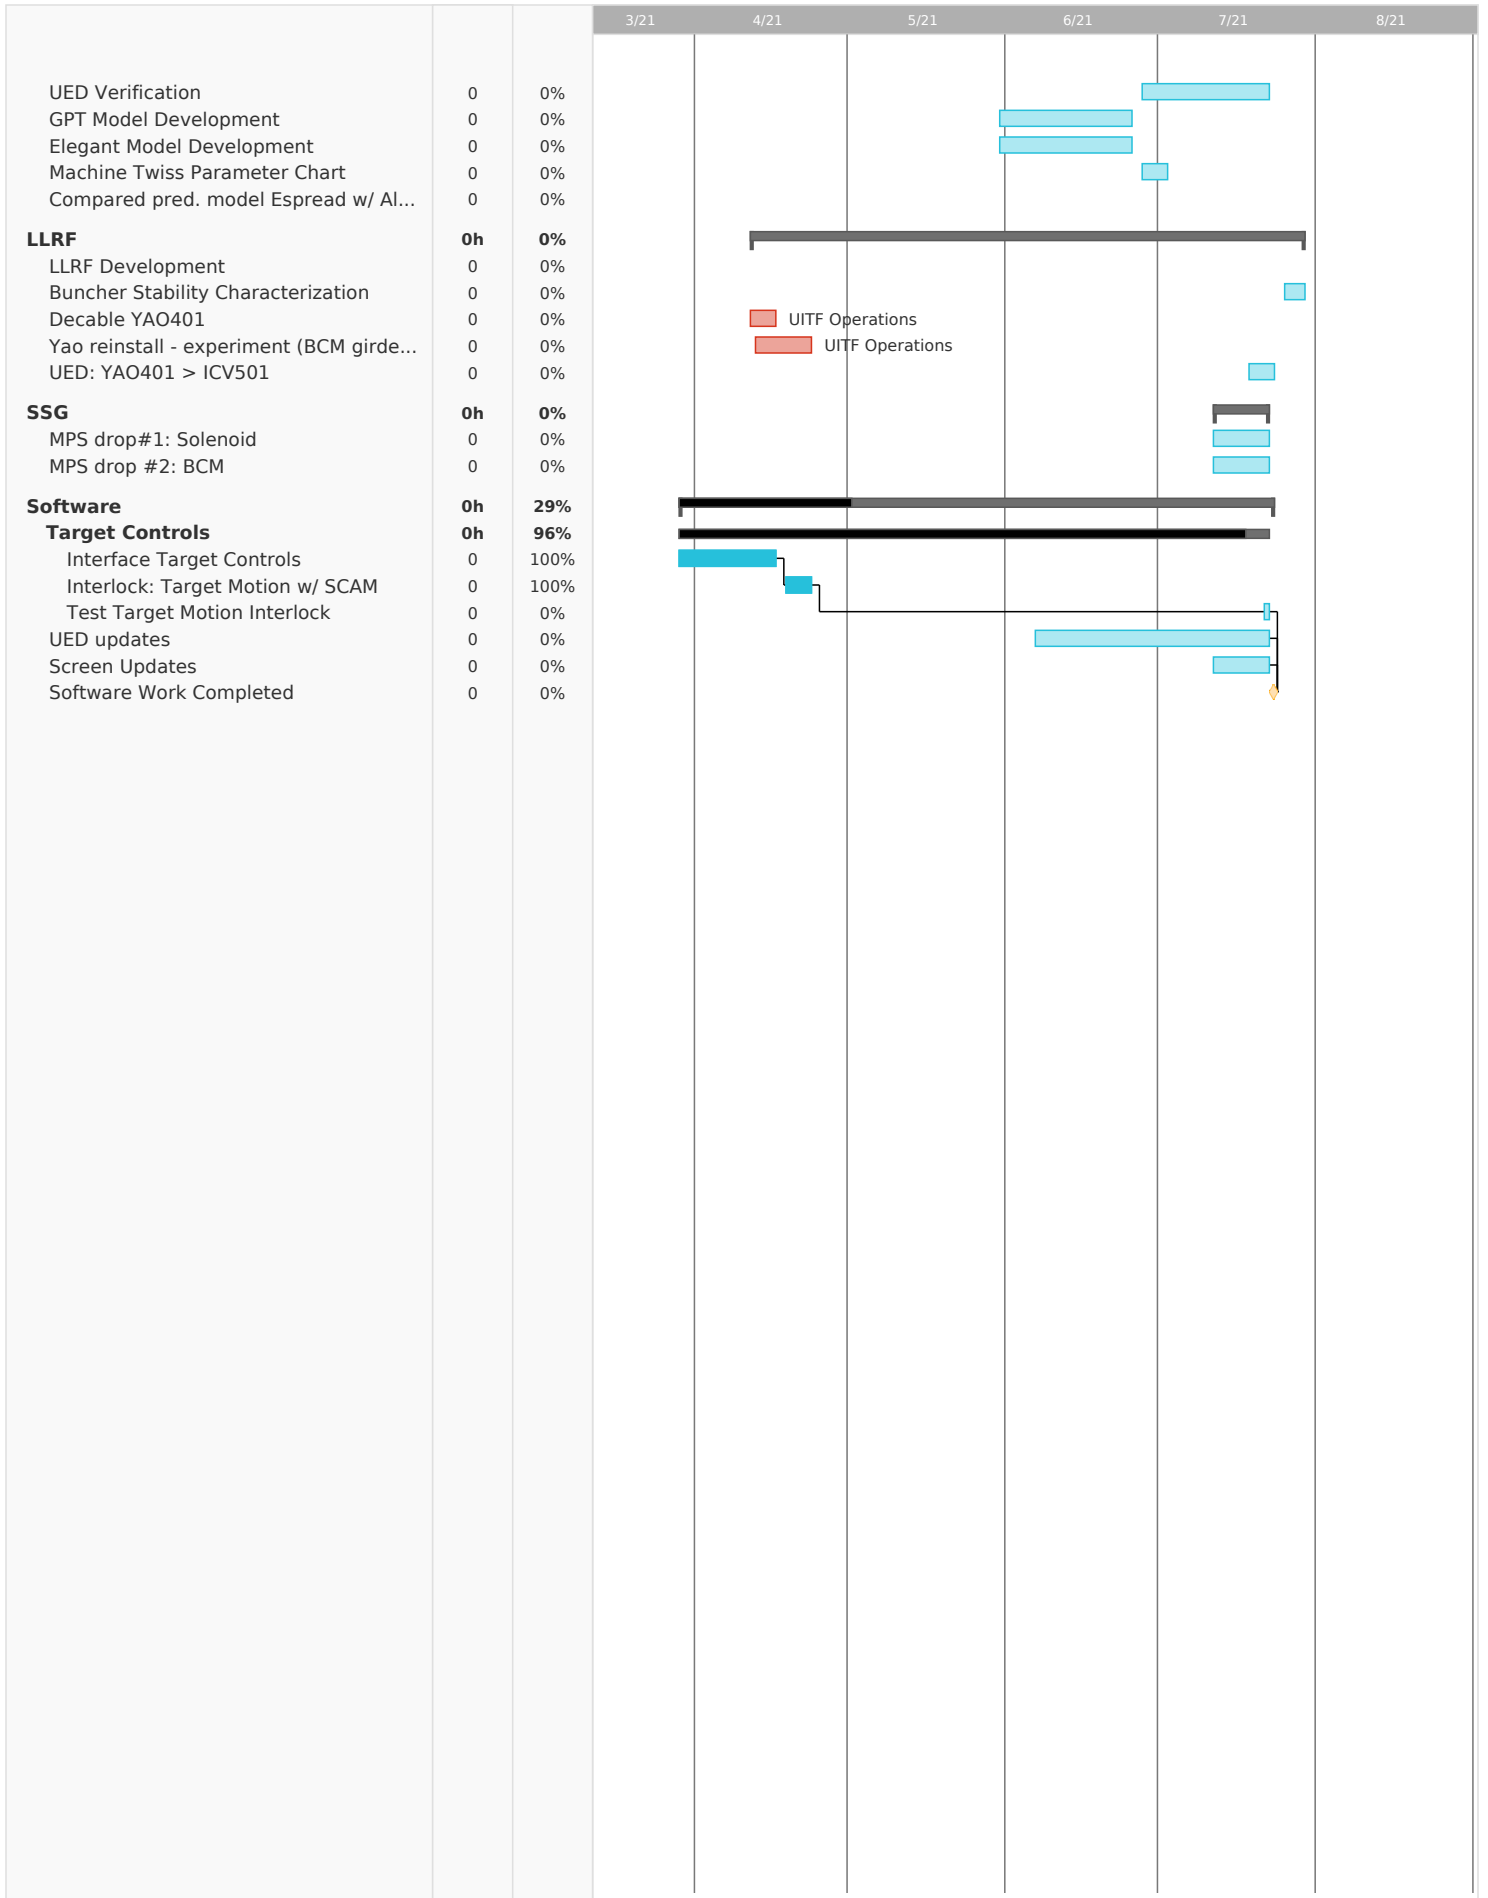 3/21 4/21 5/21 6/21 7/21 8/21
UED Verification 0 0%
GPT Model Development 0 0%
Elegant Model Development 0 0%
Machine Twiss Parameter Chart 0 0%
Compared pred. model Espread w/ Al... 0 0%
LLRF 0h 0%
LLRF Development 0 0%
Buncher Stability Characterization 0 0%
Decable YAO401 0 0% UITF Operations
Yao reinstall - experiment (BCM girde... 0 0% UITF Operations
UED: YAO401 > ICV501 0 0%
SSG 0h 0%
MPS drop#1: Solenoid 0 0%
MPS drop #2: BCM 0 0%
Software 0h 29%
Target Controls 0h 96%
Interface Target Controls 0 100%
Interlock: Target Motion w/ SCAM 0 100%
Test Target Motion Interlock 0 0%
UED updates 0 0%
Screen Updates 0 0%
Software Work Completed 0 0%